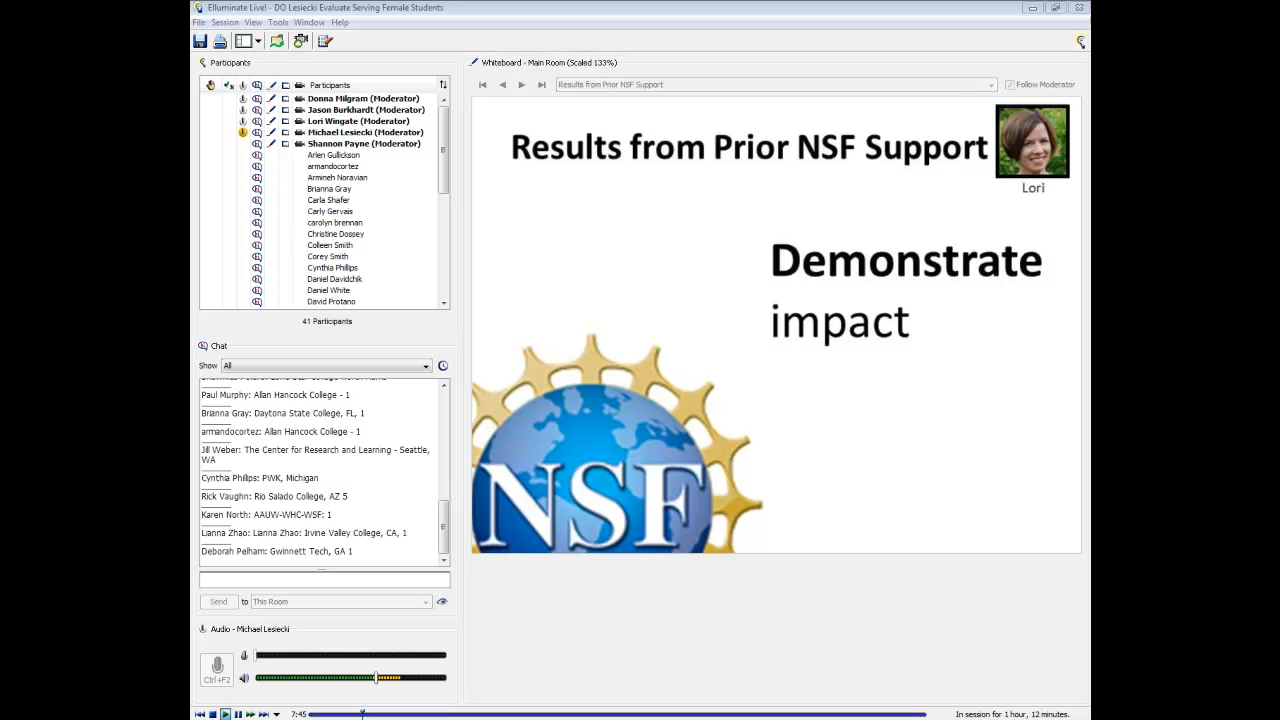 Elluminate Live! - DO Lesiecki Evaluate Serving Female Students
File Session View Tools Window Help
Participants
Participants
Donna Milgram (Moderator)
Jason Burkhardt (Moderator)
Lori Wingate (Moderator)
Michael Lesiecki (Moderator)
Shannon Payne (Moderator)
Arlen Gullickson
armandocortez
Armineh Noravian
Brianna Gray
Carla Shafer
Carly Gervais
carolyn brennan
Christine Dossey
Colleen Smith
Corey Smith
Cynthia Phillips
Daniel Davidchik
Daniel White
David Protano
41 Participants
Chat
Show All
Paul Murphy: Allan Hancock College - 1
Brianna Gray: Daytona State College, FL, 1
armandocortez: Allan Hancock College - 1
Jill Weber: The Center for Research and Learning - Seattle,
WA
Cynthia Phillips: PWK, Michigan
Rick Vaughn: Rio Salado College, AZ 5
Karen North: AAUW-WHC-WSF: 1
Lianna Zhao: Lianna Zhao: Irvine Valley College, CA, 1
Deborah Pelham: Gwinnett Tech, GA 1
Send to This Room
Audio - Michael Lesiecki
Ctrl+F2
Whiteboard - Main Room (Scaled 133%)
Results from Prior NSF Support
Follow Moderator
Results from Prior NSF Support
Lori
Demonstrate
impact
NSF
7:45
In session for 1 hour, 12 minutes.